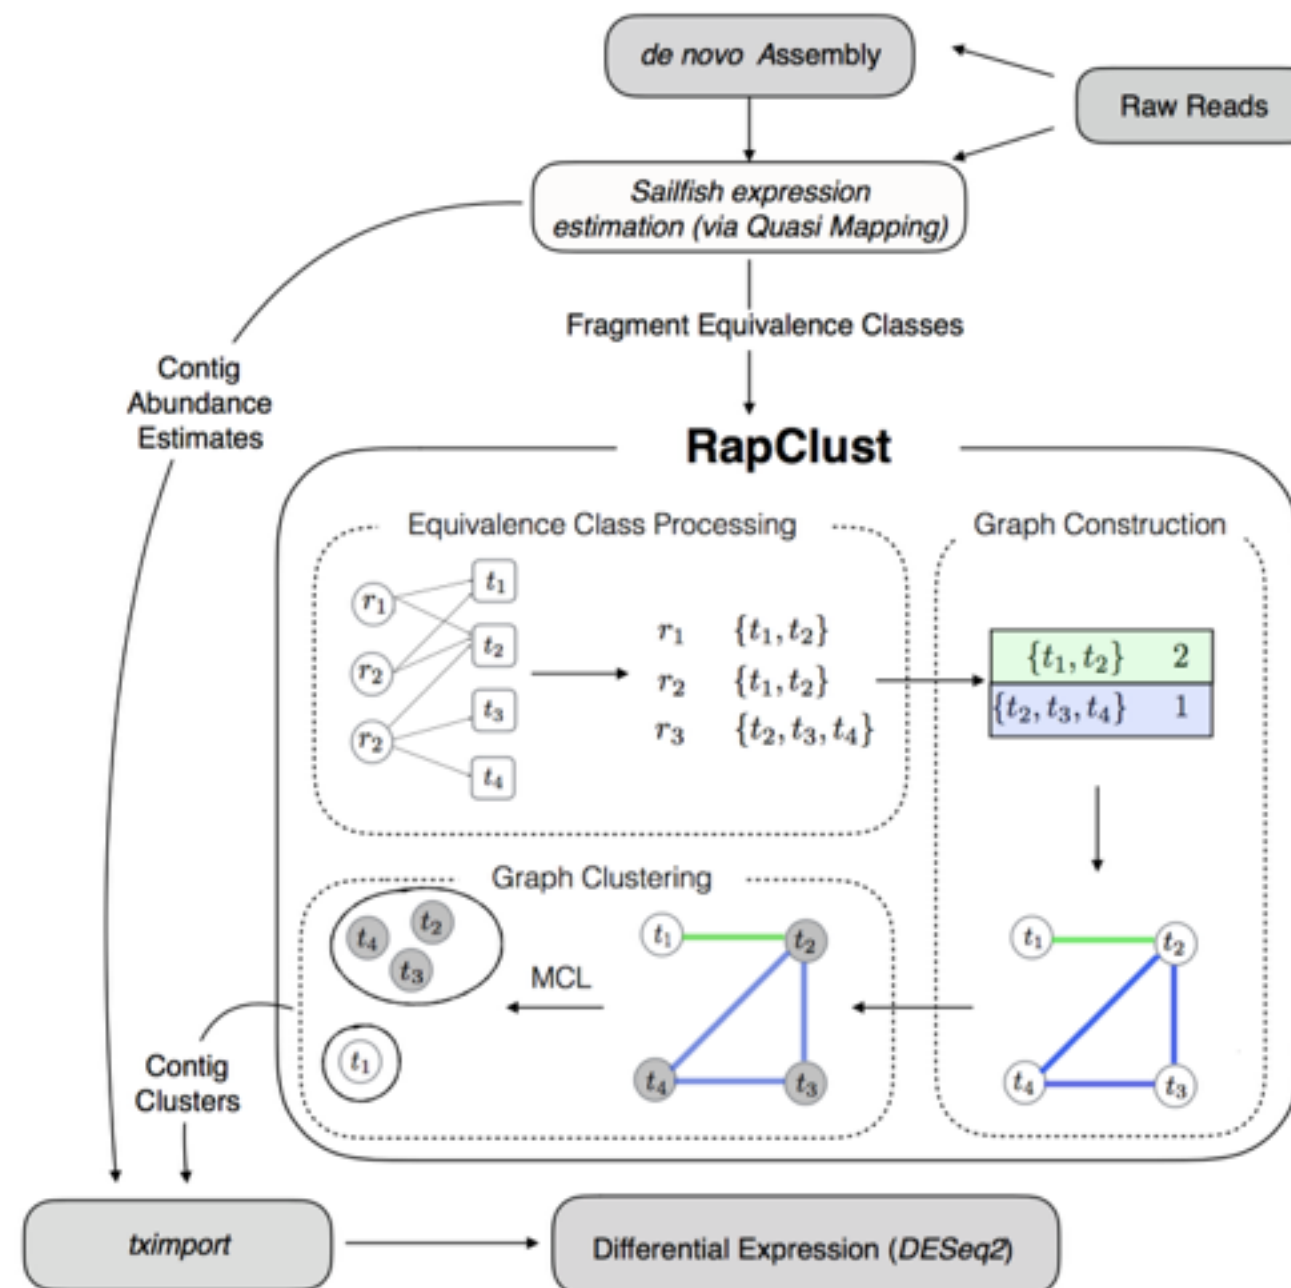 de novo Assembly
Raw Reads
Sailfish expression
estimation (via Quasi Mapping)
Fragment Equivalence Classes
Contig
Abundance
Estimates
RapClust
Equivalence Class Processing
r1
r2
r2
t1
t2
t3
t4
r1 {t1, t2}
r2 {t1, t2}
r3 {t2, t3, t4}
Graph Construction
{t1, t2} 2
{t2, t3, t4} 1
t1
t2
t4
t3
Graph Clustering
t4
t2
t3
t1
MCL
t1
t2
t4
t3
Contig
Clusters
tximport
Differential Expression (DESeq2)